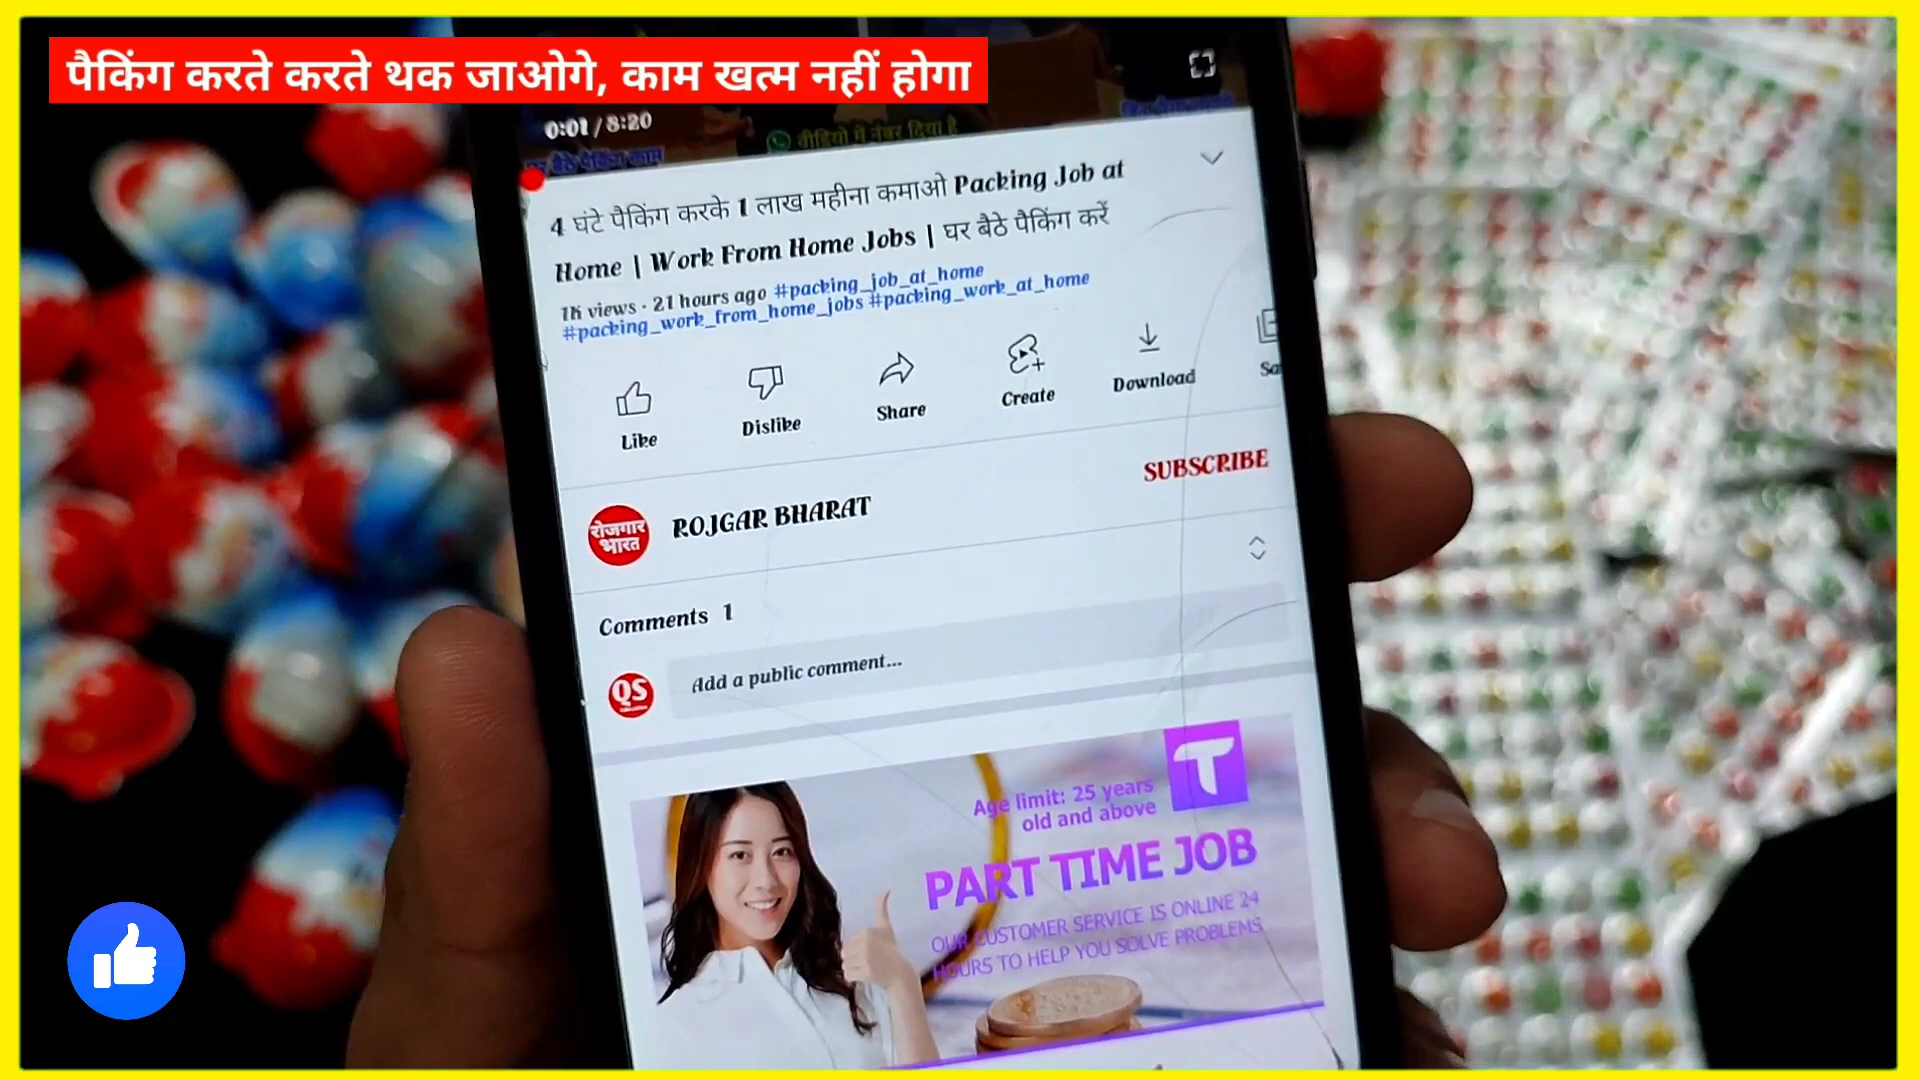 पैकिंग करते करते थक जाओगे, काम खत्म नहीं होगा
0:01 / 8:20
वीडियो में नंबर दिया है
घर बैठे पैकिंग काम
4 घंटे पैकिंग करके 1 लाख महीना कमाओ Packing Job at
Home | Work From Home Jobs | घर बैठे पैकिंग करें
1K views · 21 hours ago #packing_job_at_home
#packing_work_from_home_jobs #packing_work_at_home
Like
Dislike
Share
Create
Download
ROJGAR BHARAT
SUBSCRIBE
रोजगार
भारत
Comments 1
QS
Add a public comment...
T
Age limit: 25 years
old and above
PART TIME JOB
OUR CUSTOMER SERVICE IS ONLINE 24
HOURS TO HELP YOU SOLVE PROBLEMS